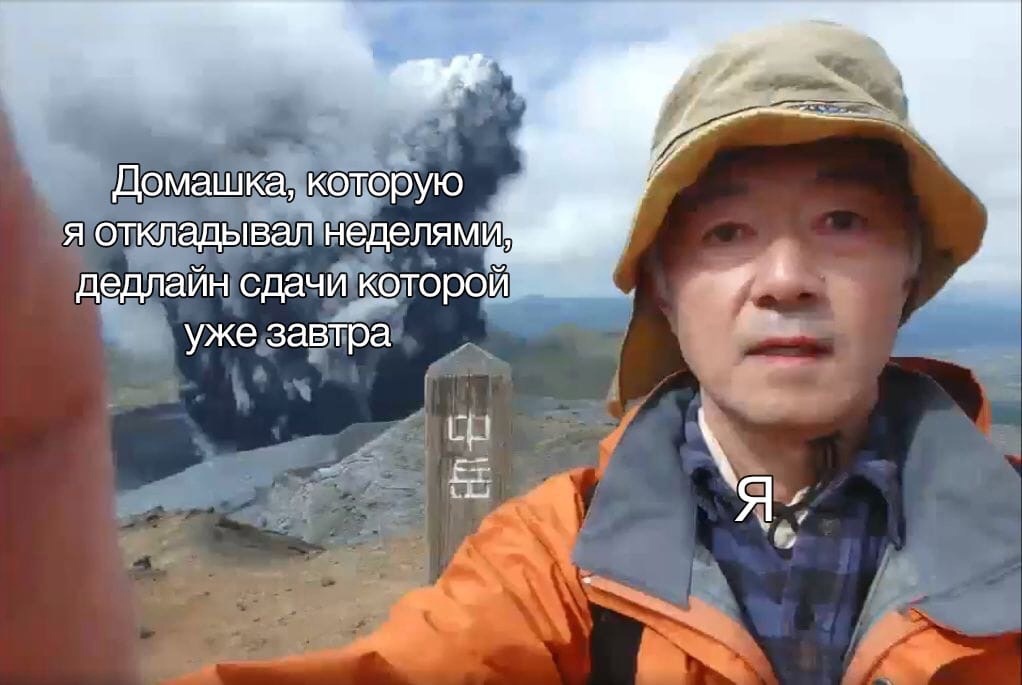 Домашка, которую
я откладывал неделями,
дедлайн сдачи которой
уже завтра
中
岳
Я